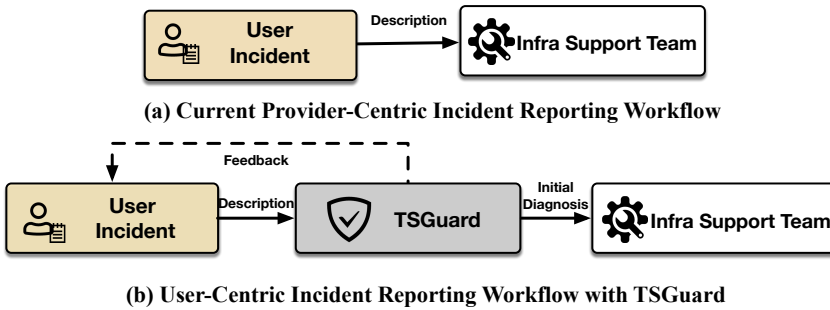 User
Incident
Description
Infra Support Team
(a) Current Provider-Centric Incident Reporting Workflow
Feedback
User
Incident
Description
TSGuard
Initial
Diagnosis
Infra Support Team
(b) User-Centric Incident Reporting Workflow with TSGuard